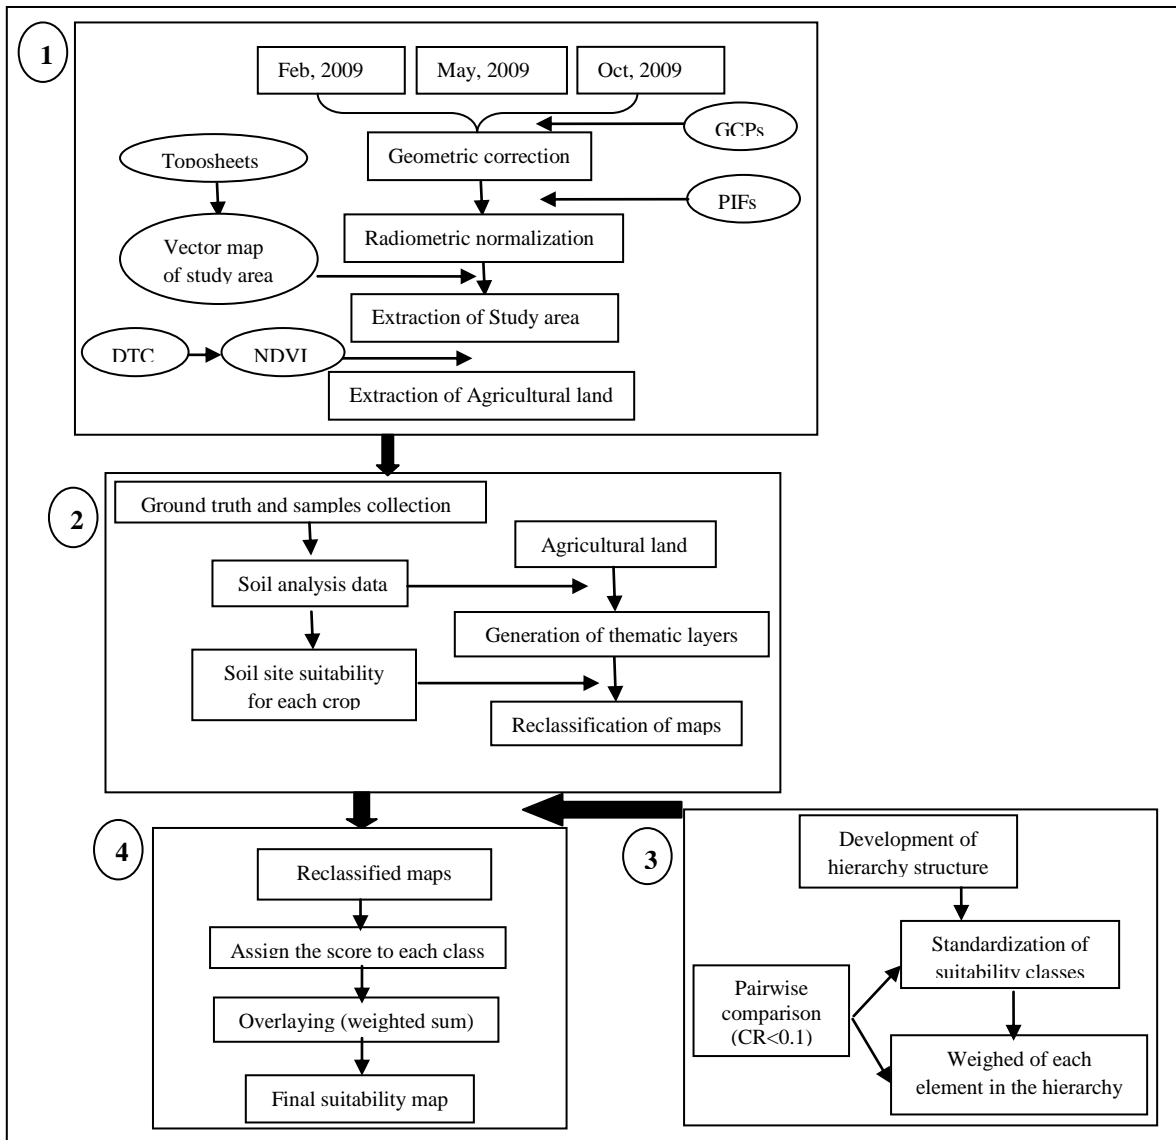 1
Feb, 2009
May, 2009
Oct, 2009
GCPs
Toposheets
Geometric correction
PIFs
Vector map
of study area
Radiometric normalization
Extraction of Study area
DTC
NDVI
Extraction of Agricultural land
2
Ground truth and samples collection
Agricultural land
Soil analysis data
Generation of thematic layers
Soil site suitability
for each crop
Reclassification of maps
4
Reclassified maps
Assign the score to each class
Overlaying (weighted sum)
Final suitability map
3
Development of
hierarchy structure
Standardization of
suitability classes
Pairwise
comparison
(CR<0.1)
Weighed of each
element in the hierarchy